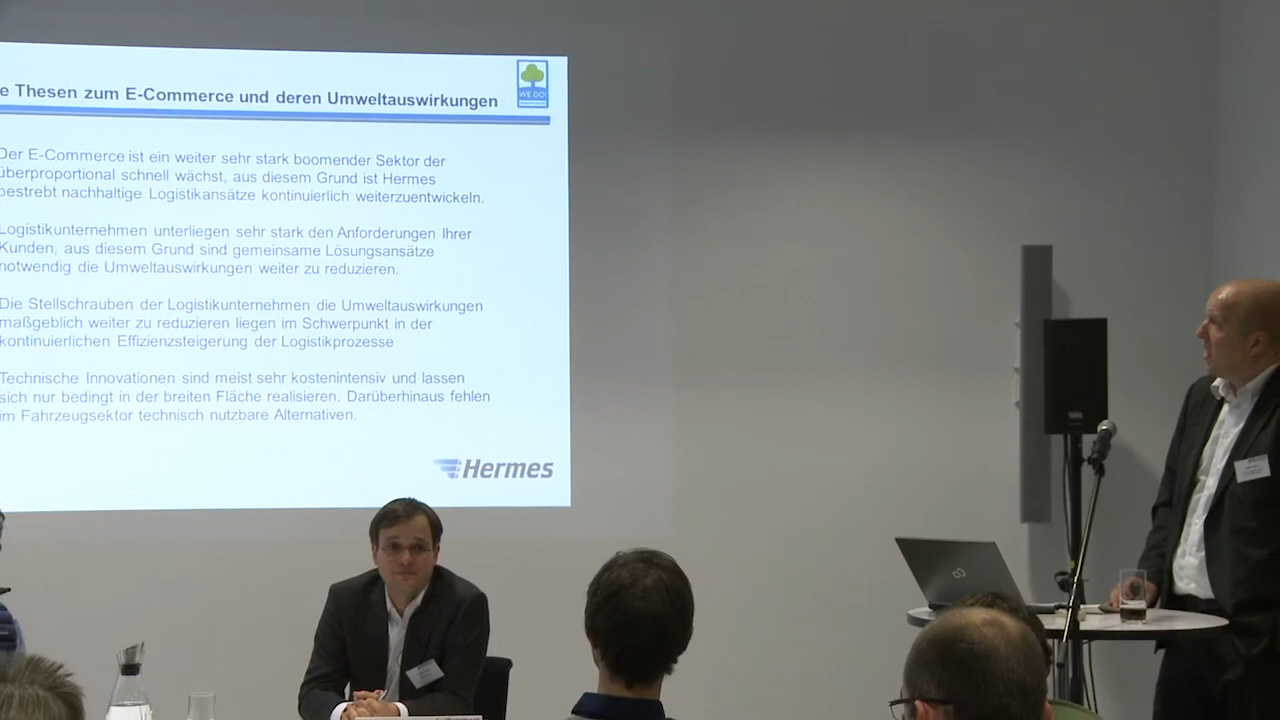 e Thesen zum E-Commerce und deren Umweltauswirkungen
WE DO!
Der E-Commerce ist ein weiter sehr stark boomender Sektor der
überproportional schnell wächst, aus diesem Grund ist Hermes
bestrebt nachhaltige Logistikansätze kontinuierlich weiterzuentwickeln.
Logistikunternehmen unterliegen sehr stark den Anforderungen Ihrer
Kunden, aus diesem Grund sind gemeinsame Lösungsansätze
notwendig die Umweltauswirkungen weiter zu reduzieren.
Die Stellschrauben der Logistikunternehmen die Umweltauswirkungen
maßgeblich weiter zu reduzieren liegen im Schwerpunkt in der
kontinuierlichen Effizienzsteigerung der Logistikprozesse
Technische Innovationen sind meist sehr kostenintensiv und lassen
sich nur bedingt in der breiten Fläche realisieren. Darüberhinaus fehlen
im Fahrzeugsektor technisch nutzbare Alternativen.
Hermes